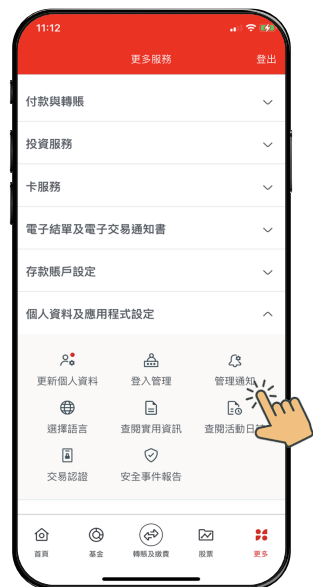 11:12
更多服務 登出
付款與轉賬
投資服務
卡服務
電子結單及電子交易通知書
存款賬戶設定
個人資料及應用程式設定
更新個人資料 登入管理 管理通知
選擇語言 查閱實用資訊 查閱活動日
交易認證 安全事件報告
首頁 基金 轉賬及繳費 股票 更多